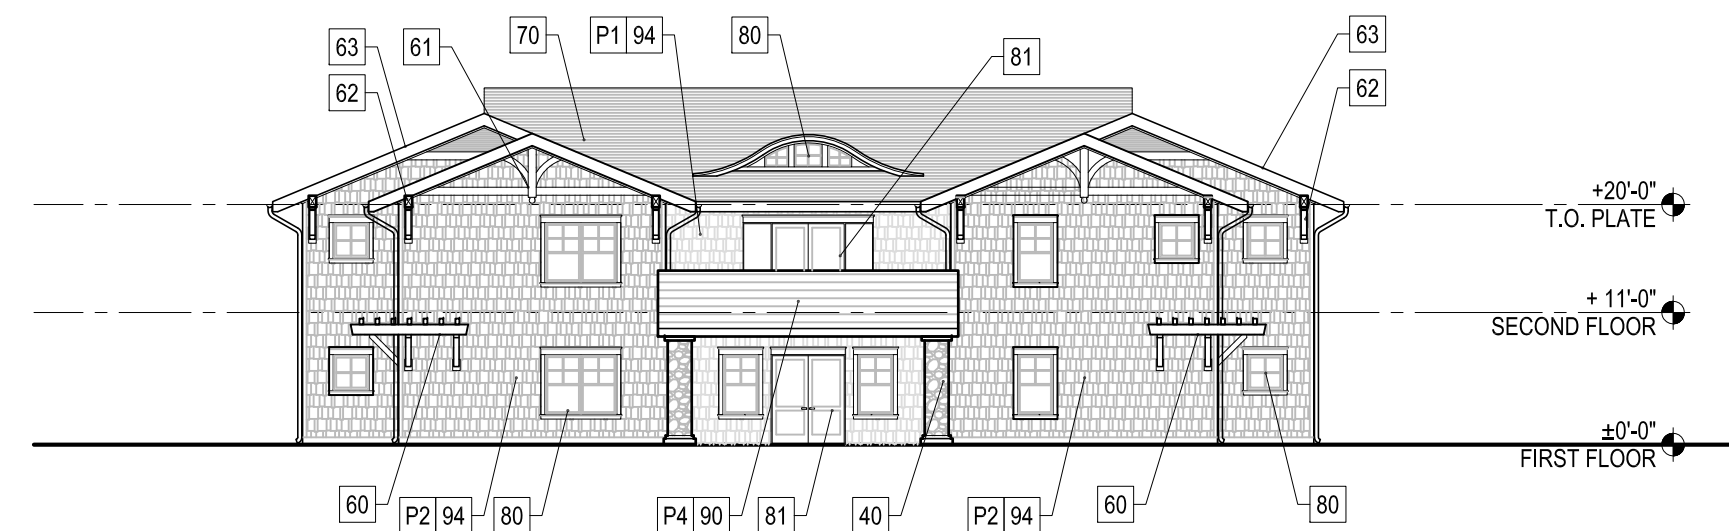 P1 94
80
70
61
63
63
81
62
62
+20'-0"
T.O. PLATE
+ 11'-0"
SECOND FLOOR
±0'-0"
FIRST FLOOR
60
P2 94
80
P4 90
81
40
P2 94
60
80